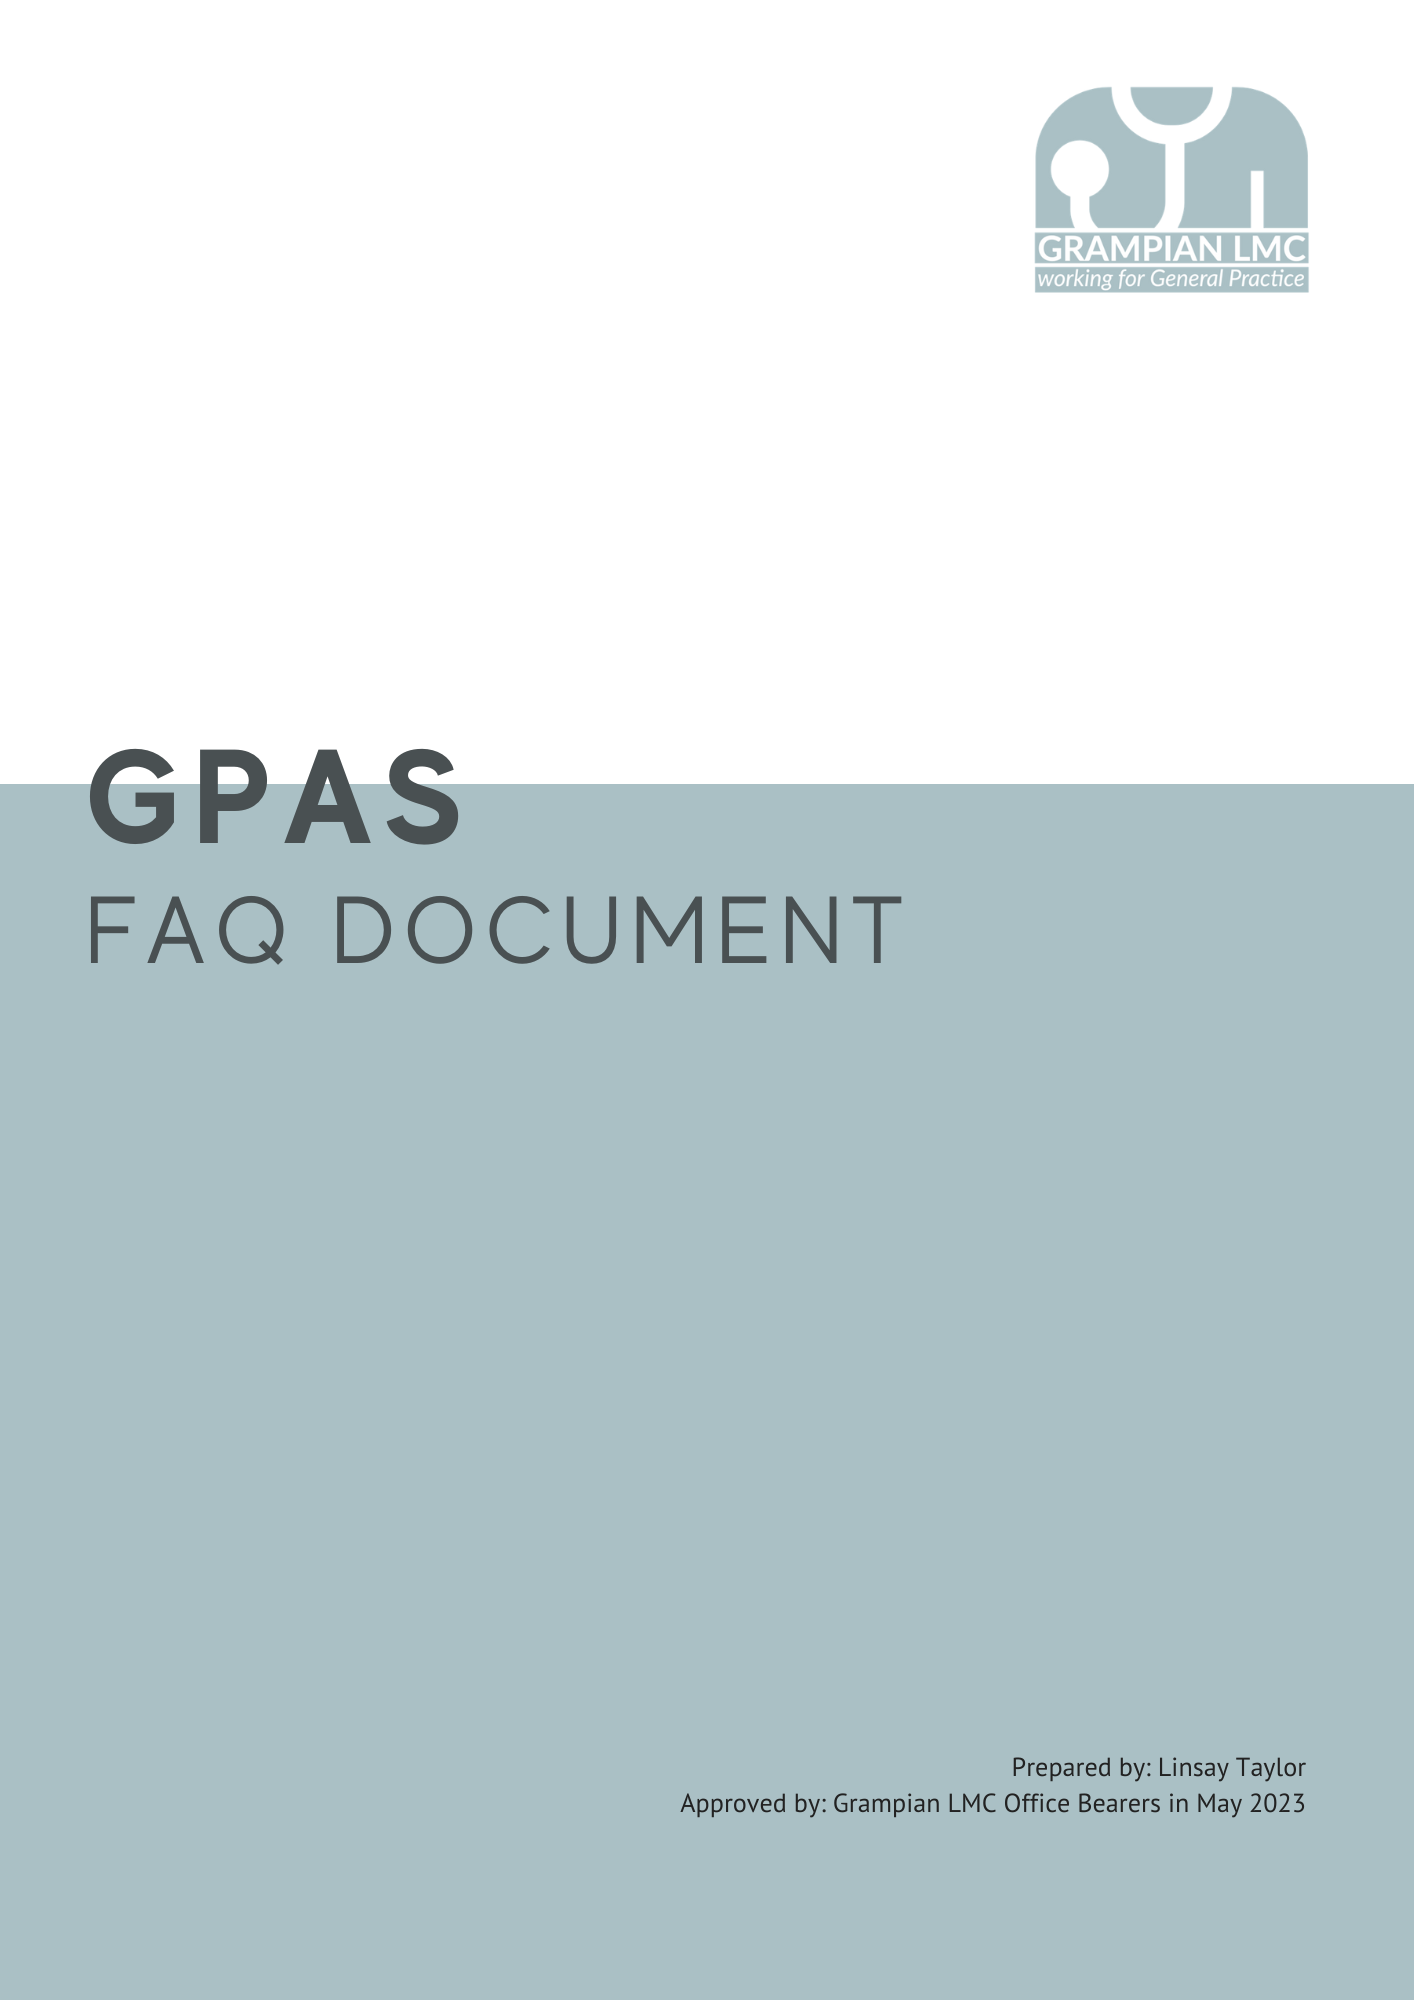 GRAMPIAN LMC
working for General Practice
GPAS
FAQ DOCUMENT
Prepared by: Linsay Taylor
Approved by: Grampian LMC Office Bearers in May 2023